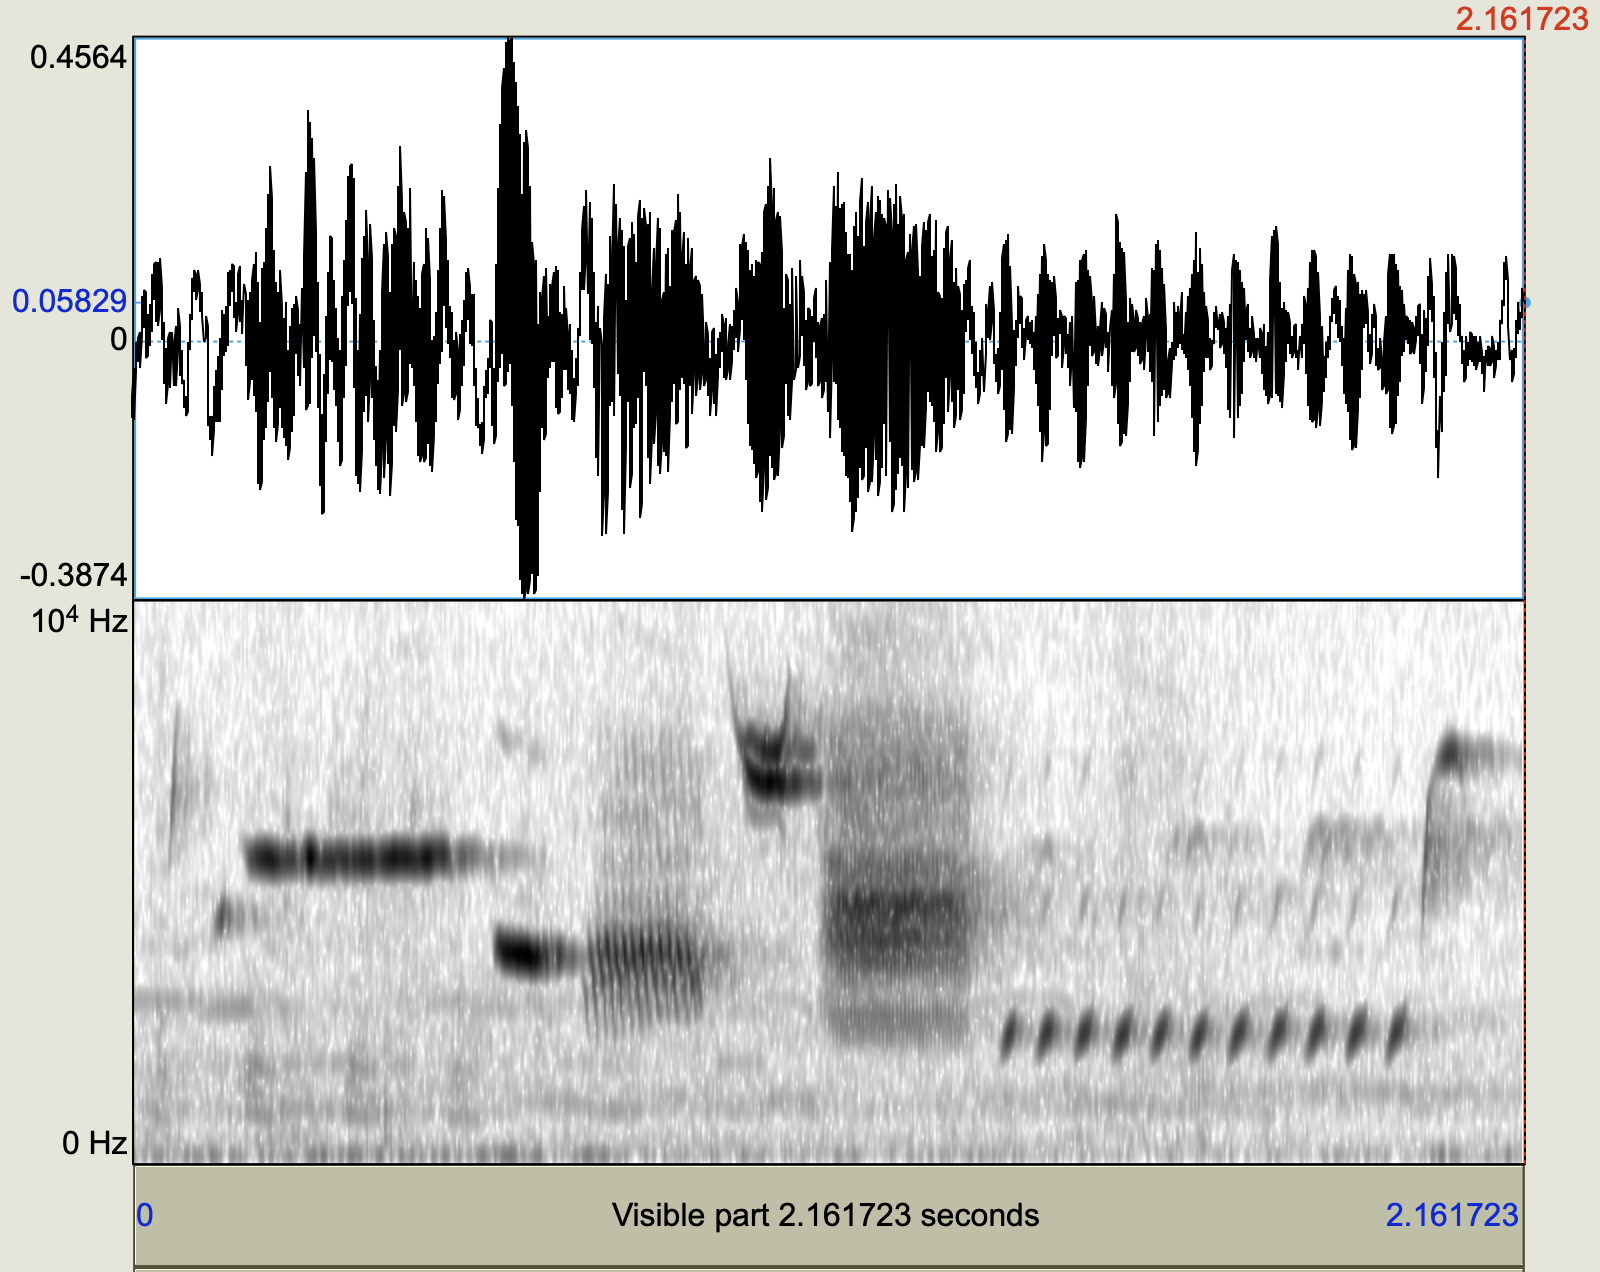 2.161723
0.4564
0.05829
0
-0.3874
10⁴ Hz
0 Hz
0 Visible part 2.161723 seconds 2.161723